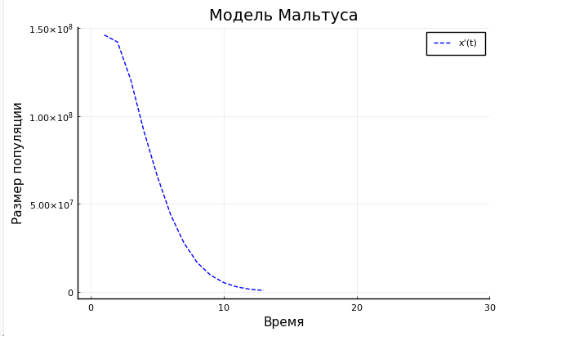 Модель Мальтуса
1.50×10⁸
x'(t)
1.00×10⁸
Размер популяции
5.00×10⁷
0
0 10 20 30
Время